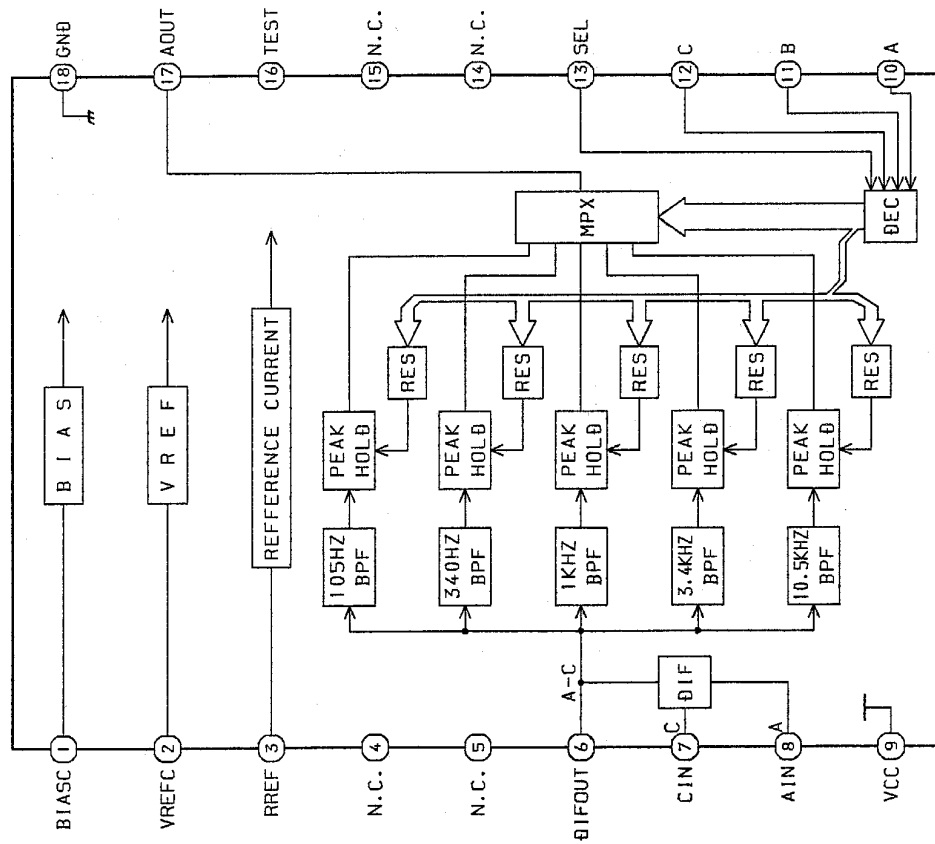 18 GND
17 AOUT
16 TEST
15 N.C.
14 N.C.
13 SEL
12 C
11 B
10 A
MPX
DEC
BIAS
VREF
REFFERENCE CURRENT
RES
RES
RES
RES
RES
PEAK
HOLD
PEAK
HOLD
PEAK
HOLD
PEAK
HOLD
PEAK
HOLD
105HZ
BPF
340HZ
BPF
1KHZ
BPF
3.4KHZ
BPF
10.5KHZ
BPF
A-C
DIF
C
A
BIASC 1
VREFC 2
RREF 3
N.C. 4
N.C. 5
DIFOUT 6
CIN 7
AIN 8
VCC 9